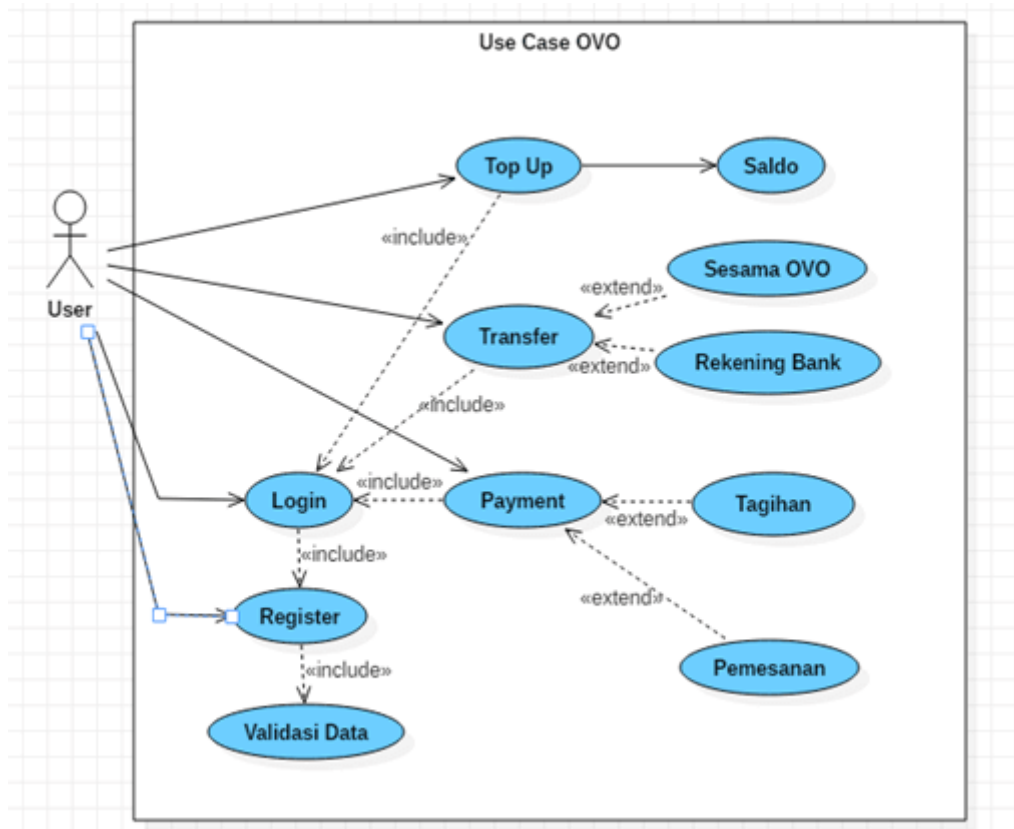 Use Case OVO
Top Up
Saldo
«include»
Sesama OVO
«extend»
User
Transfer
Rekening Bank
«extend»
«include»
Login
«include»
Payment
Tagihan
«extend»
«include»
Register
«extend»
«include»
Pemesanan
Validasi Data